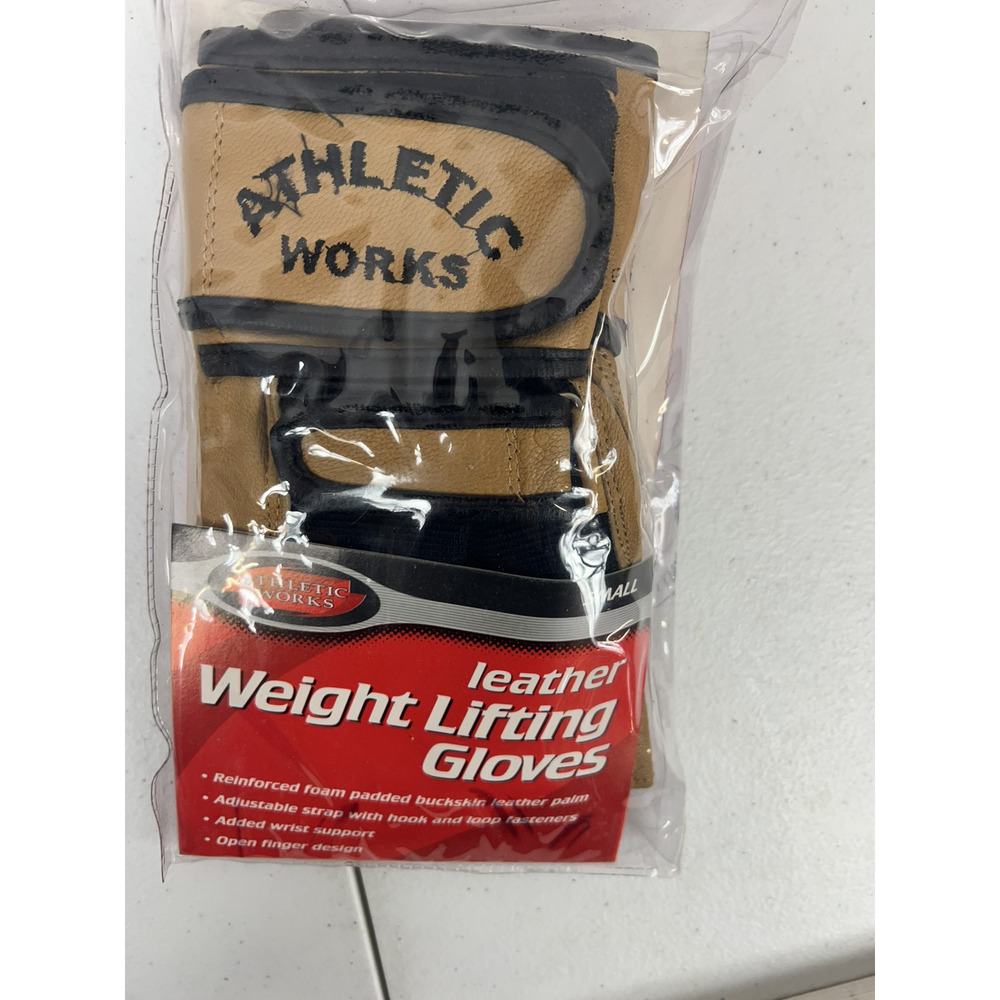 ATHLETIC
WORKS
ATHLETIC
WORKS
SMALL
leather
Weight Lifting
Gloves
• Reinforced foam padded buckskin leather palm
• Adjustable strap with hook and loop fasteners
• Added wrist support
• Open finger design